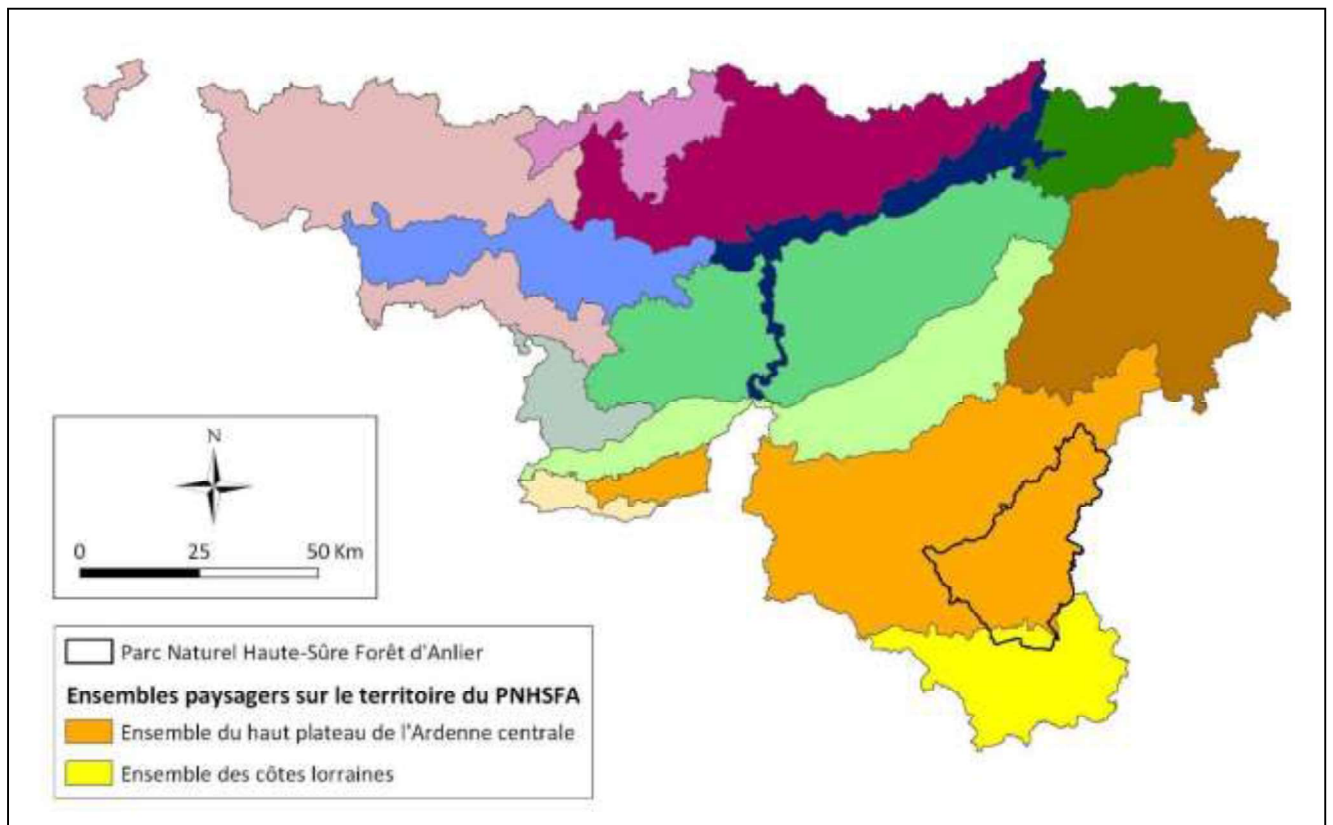 N
0 25 50 Km
Parc Naturel Haute-Sûre Forêt d'Anlier
Ensembles paysagers sur le territoire du PNHSFA
Ensemble du haut plateau de l'Ardenne centrale
Ensemble des côtes lorraines